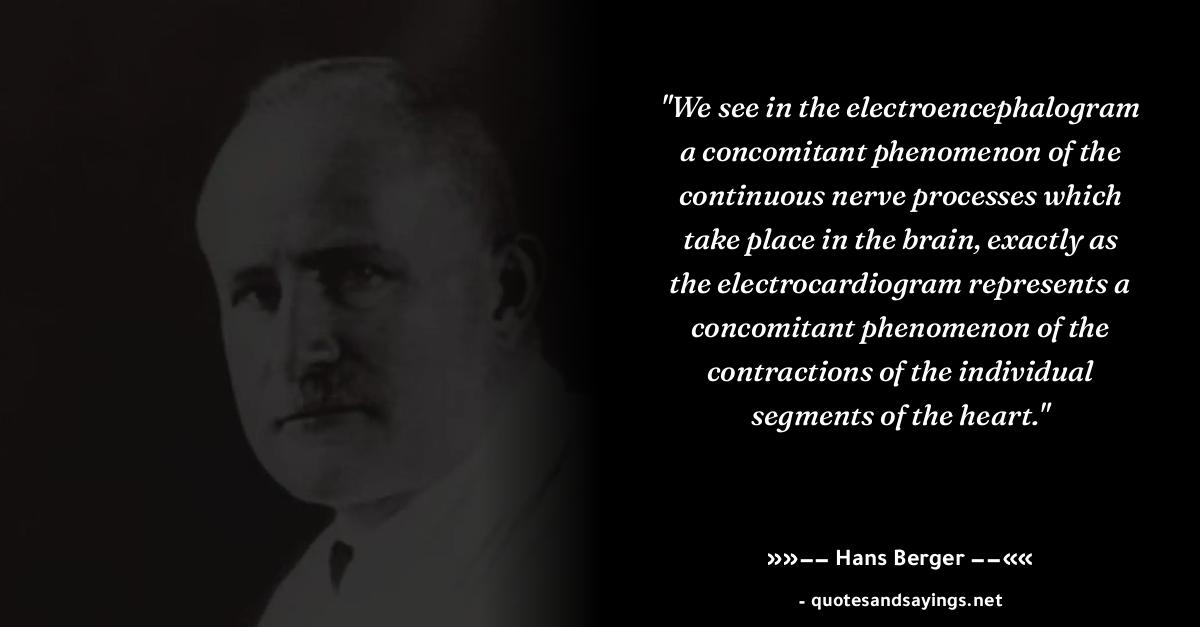 "We see in the electroencephalogram
a concomitant phenomenon of the
continuous nerve processes which
take place in the brain, exactly as
the electrocardiogram represents a
concomitant phenomenon of the
contractions of the individual
segments of the heart."
»»−− Hans Berger −−««
- quotesandsayings.net